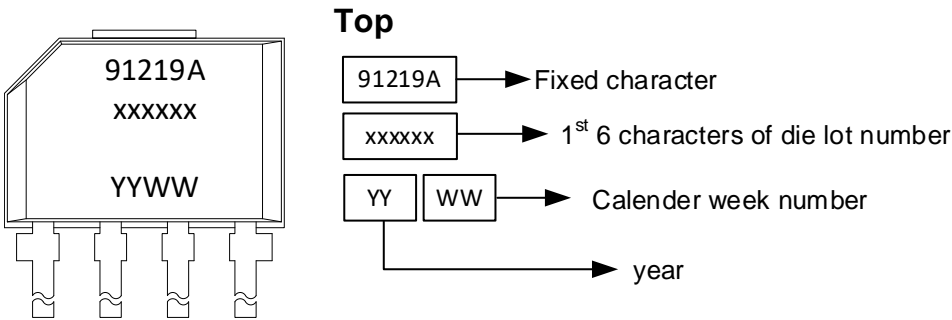 91219A
xxxxxx
YYWW
Top
91219A Fixed character
xxxxxx 1st 6 characters of die lot number
YY WW Calender week number
year